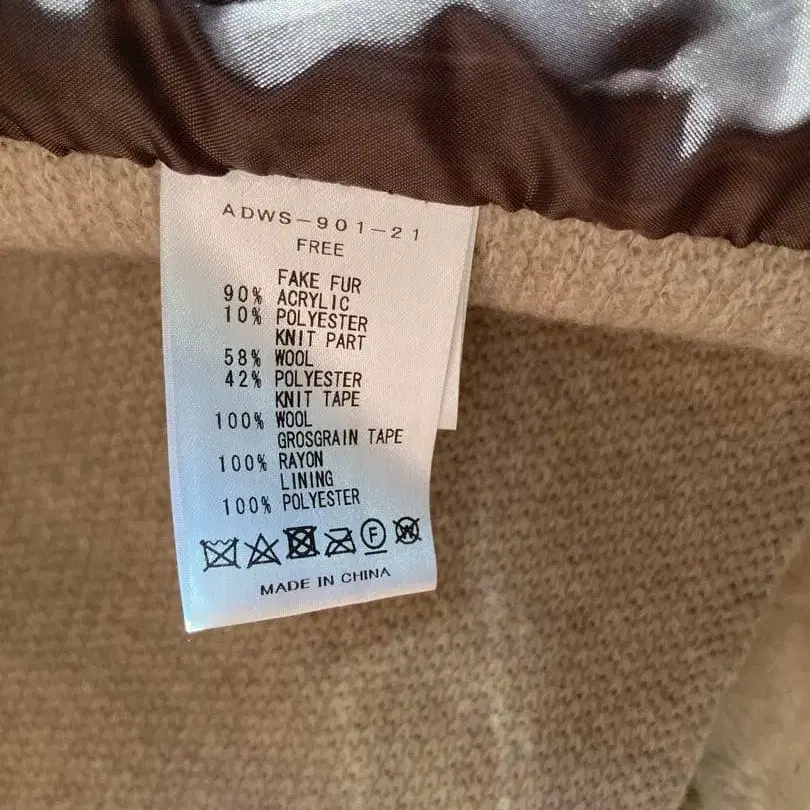 ADWS-901-21
FREE
FAKE FUR
90% ACRYLIC
10% POLYESTER
KNIT PART
58% WOOL
42% POLYESTER
KNIT TAPE
100% WOOL
GROSGRAIN TAPE
100% RAYON
LINING
100% POLYESTER
F W
MADE IN CHINA